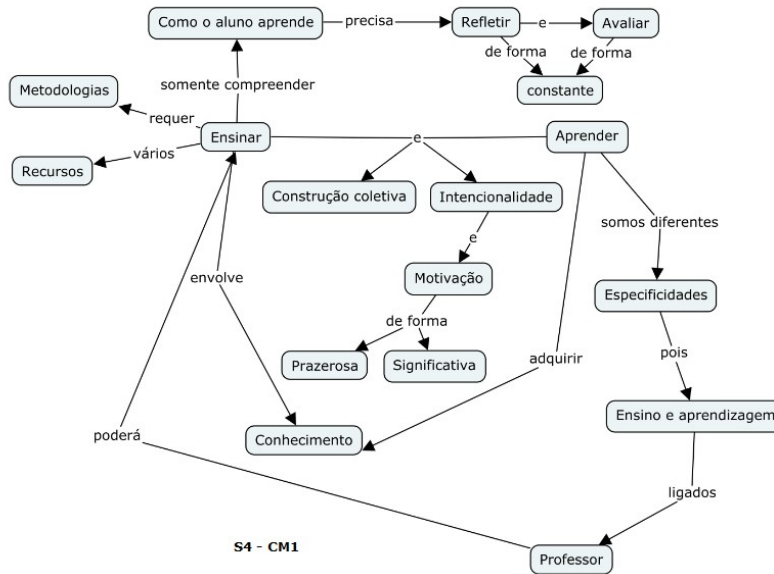 Como o aluno aprende
precisa
Refletir
e
Avaliar
de forma
de forma
constante
somente compreender
Metodologias
requer
Ensinar
e
Aprender
vários
Recursos
Construção coletiva
Intencionalidade
somos diferentes
e
envolve
Motivação
Especificidades
de forma
Prazerosa
Significativa
adquirir
pois
Ensino e aprendizagem
poderá
Conhecimento
ligados
S4 - CM1
Professor